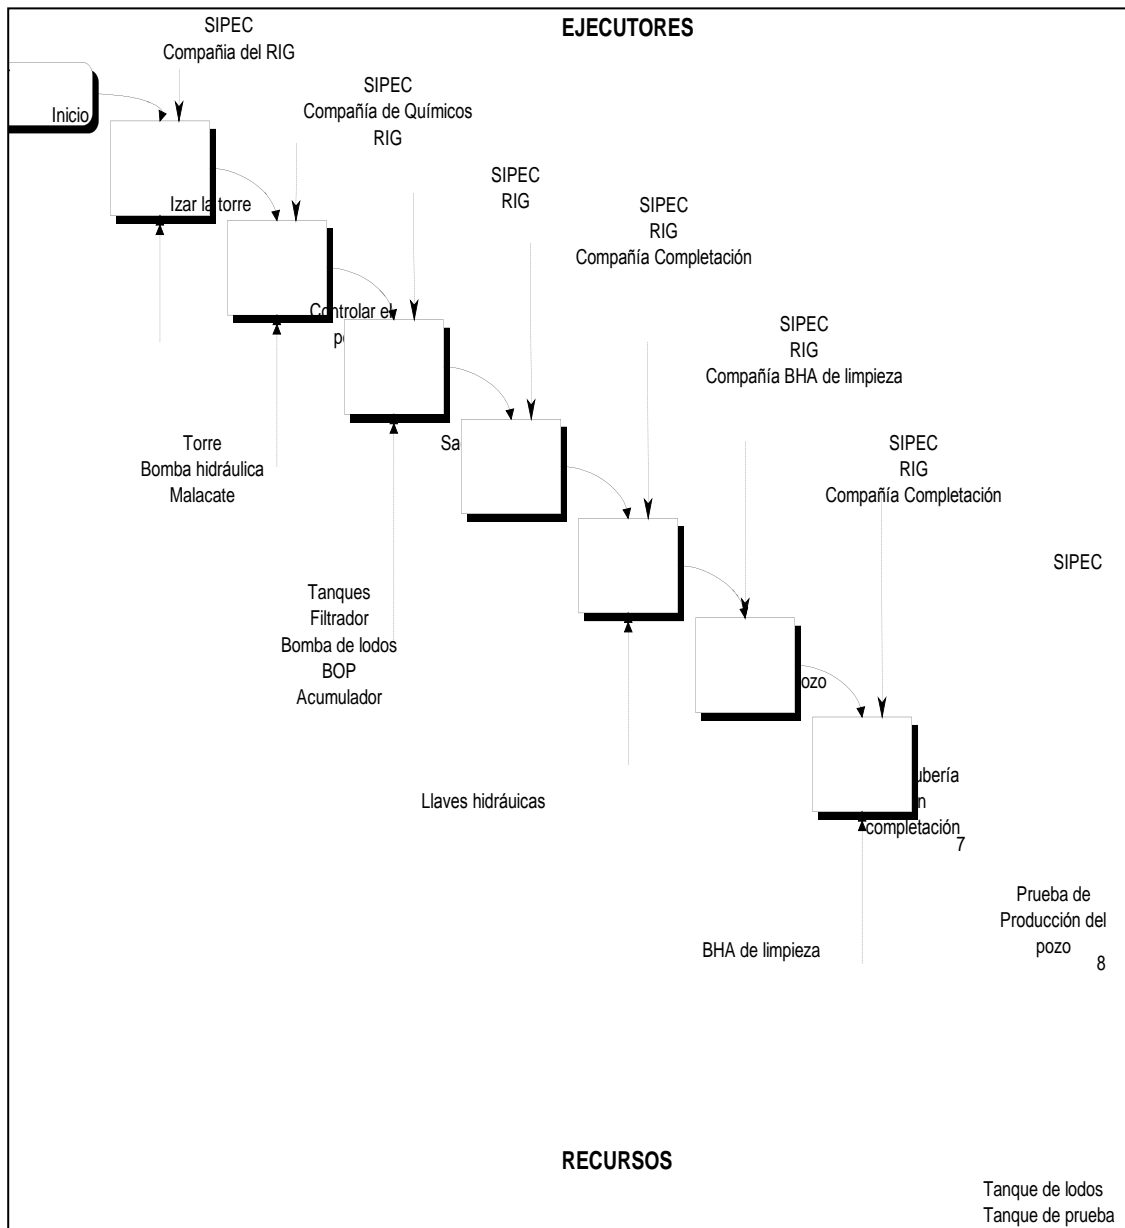 EJECUTORES
SIPEC
Compañia del RIG
Inicio
SIPEC
Compañía de Químicos
RIG
SIPEC
RIG
SIPEC
RIG
Compañía Completación
SIPEC
RIG
Compañía BHA de limpieza
SIPEC
RIG
Compañía Completación
SIPEC
Izar la torre
Controlar el
Torre
Bomba hidráulica
Malacate
Tanques
Filtrador
Bomba de lodos
BOP
Acumulador
Llaves hidráuicas
completación
7
BHA de limpieza
Prueba de
Producción del
pozo
8
RECURSOS
Tanque de lodos
Tanque de prueba